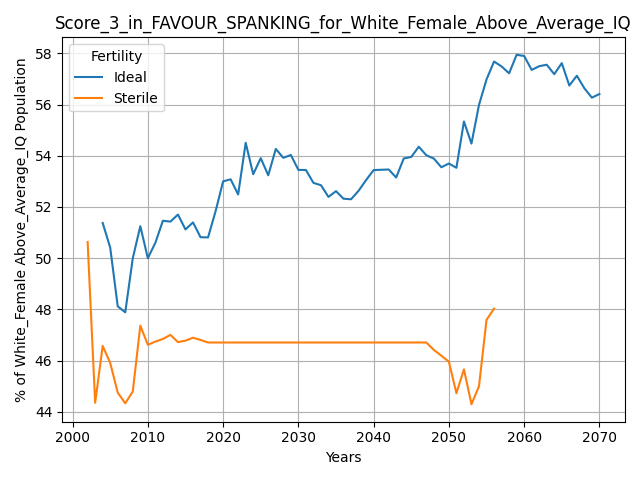 Score_3_in_FAVOUR_SPANKING_for_White_Female_Above_Average_IQ
Fertility
Ideal
Sterile
% of White_Female Above_Average_IQ Population
58
56
54
52
50
48
46
44
2000 2010 2020 2030 2040 2050 2060 2070
Years